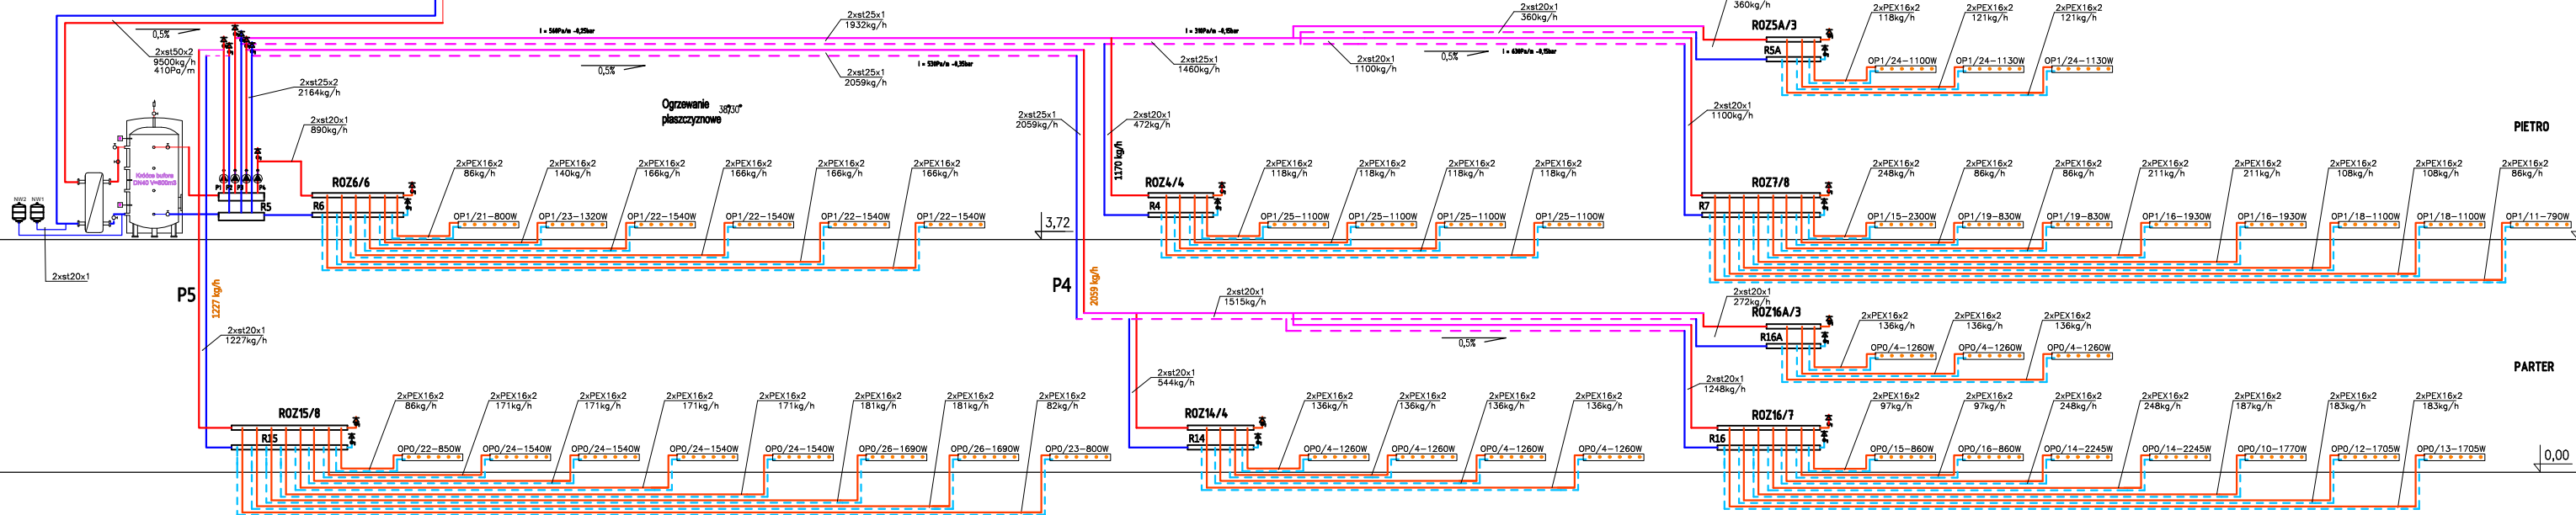 0,5%
2xst50x2
9500kg/h
410Pa/m
2xst25x2
2164kg/h
2xst20x1
890kg/h
2xst25x1
1932kg/h
2xst25x1
2059kg/h
0,5%
Ogrzewanie
płaszczyznowe
2xst25x1
2059kg/h
2xst20x1
472kg/h
1170 kg/h
2xst25x1
1460kg/h
2xst20x1
1100kg/h
0,5%
2xst20x1
360kg/h
360kg/h
ROZ5A/3
R5A
2xPEX16x2
118kg/h
2xPEX16x2
121kg/h
2xPEX16x2
121kg/h
OP1/24-1100W
OP1/24-1130W
OP1/24-1130W
2xst20x1
1100kg/h
PIETRO
NW2
NW1
Króćce bufora
DN40 V=800m3
P1
P2
P3
P4
R5
2xst20x1
ROZ6/6
R6
2xPEX16x2
86kg/h
2xPEX16x2
140kg/h
2xPEX16x2
166kg/h
2xPEX16x2
166kg/h
2xPEX16x2
166kg/h
2xPEX16x2
166kg/h
OP1/21-800W
OP1/23-1320W
OP1/22-1540W
OP1/22-1540W
OP1/22-1540W
OP1/22-1540W
3,72
ROZ4/4
R4
2xPEX16x2
118kg/h
2xPEX16x2
118kg/h
2xPEX16x2
118kg/h
2xPEX16x2
118kg/h
OP1/25-1100W
OP1/25-1100W
OP1/25-1100W
OP1/25-1100W
ROZ7/8
R7
2xPEX16x2
248kg/h
2xPEX16x2
86kg/h
2xPEX16x2
86kg/h
2xPEX16x2
211kg/h
2xPEX16x2
211kg/h
2xPEX16x2
108kg/h
2xPEX16x2
108kg/h
2xPEX16x2
86kg/h
OP1/15-2300W
OP1/19-830W
OP1/19-830W
OP1/16-1930W
OP1/16-1930W
OP1/18-1100W
OP1/18-1100W
OP1/11-790W
P5
1227 kg/h
2xst20x1
1227kg/h
P4
2059 kg/h
2xst20x1
1515kg/h
0,5%
2xst20x1
272kg/h
ROZ16A/3
R16A
2xPEX16x2
136kg/h
2xPEX16x2
136kg/h
2xPEX16x2
136kg/h
OP0/4-1260W
OP0/4-1260W
OP0/4-1260W
PARTER
ROZ15/8
R15
2xPEX16x2
86kg/h
2xPEX16x2
171kg/h
2xPEX16x2
171kg/h
2xPEX16x2
171kg/h
2xPEX16x2
171kg/h
2xPEX16x2
181kg/h
2xPEX16x2
181kg/h
2xPEX16x2
82kg/h
OP0/22-850W
OP0/24-1540W
OP0/24-1540W
OP0/24-1540W
OP0/24-1540W
OP0/26-1690W
OP0/26-1690W
OP0/23-800W
2xst20x1
544kg/h
ROZ14/4
R14
2xPEX16x2
136kg/h
2xPEX16x2
136kg/h
2xPEX16x2
136kg/h
2xPEX16x2
136kg/h
OP0/4-1260W
OP0/4-1260W
OP0/4-1260W
OP0/4-1260W
2xst20x1
1248kg/h
ROZ16/7
R16
2xPEX16x2
97kg/h
2xPEX16x2
97kg/h
2xPEX16x2
248kg/h
2xPEX16x2
248kg/h
2xPEX16x2
187kg/h
2xPEX16x2
183kg/h
2xPEX16x2
183kg/h
OP0/15-860W
OP0/16-860W
OP0/14-2245W
OP0/14-2245W
OP0/10-1770W
OP0/12-1705W
OP0/13-1705W
0,00